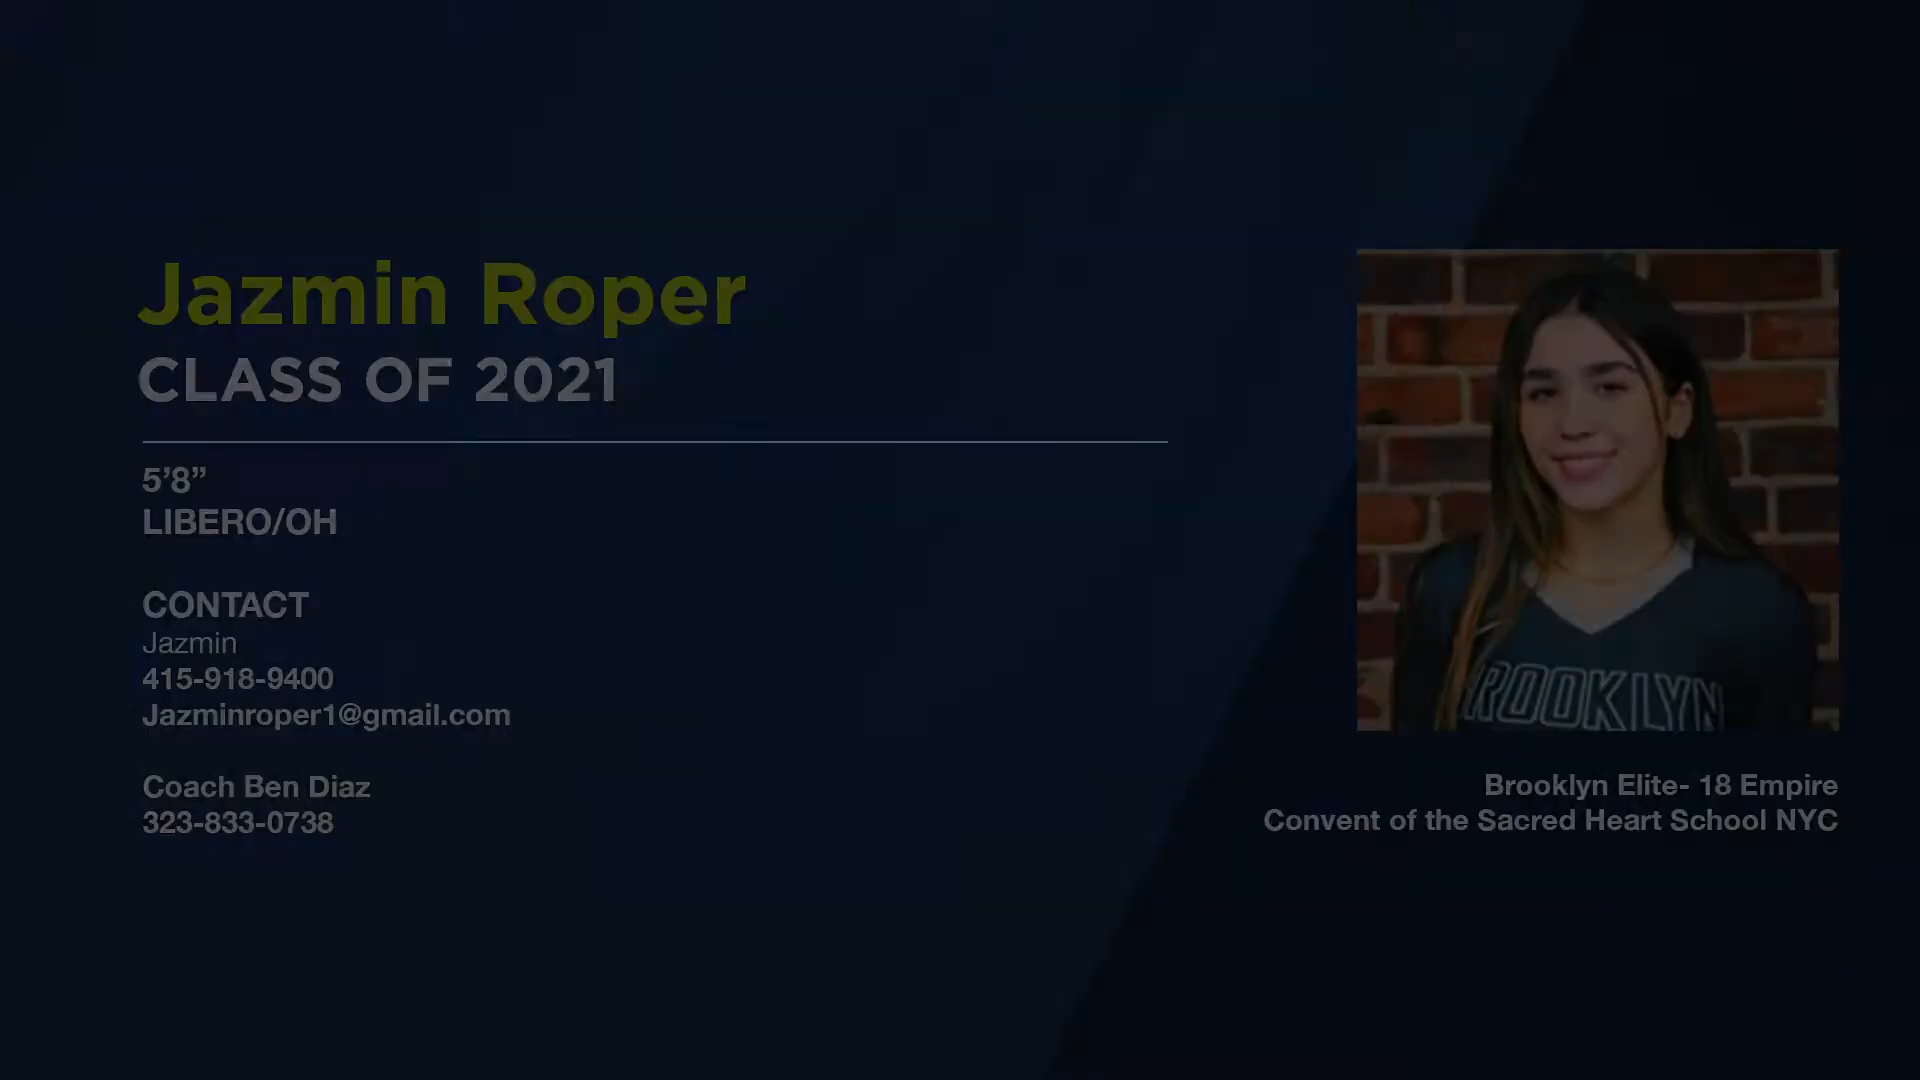 Jazmin Roper
CLASS OF 2021
5’8”
LIBERO/OH
CONTACT
Jazmin
415-918-9400
Jazminroper1@gmail.com
Coach Ben Diaz
323-833-0738
ROOKLYN
Brooklyn Elite- 18 Empire
Convent of the Sacred Heart School NYC